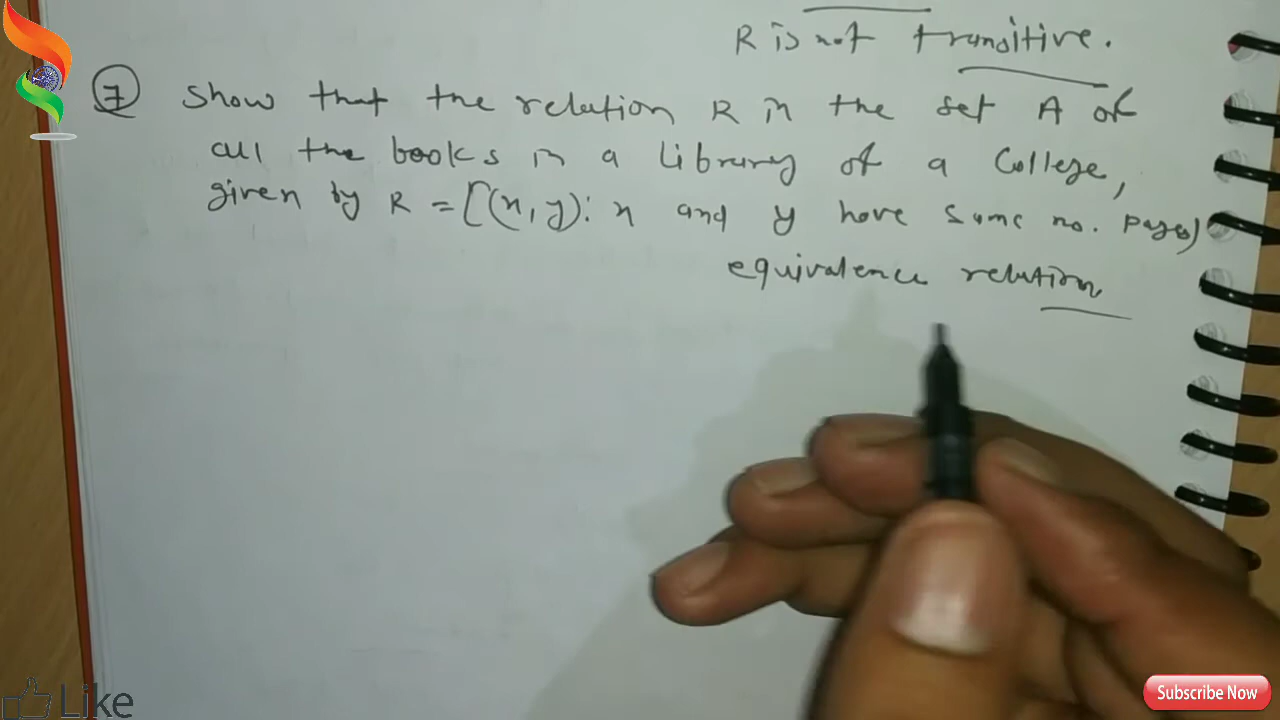 R is not transitive.
7 Show that the relation R in the set A of
all the books in a library of a College,
given by R = [(x, y): x and y have same no. pages}
equivalence relation
Like
Subscribe Now